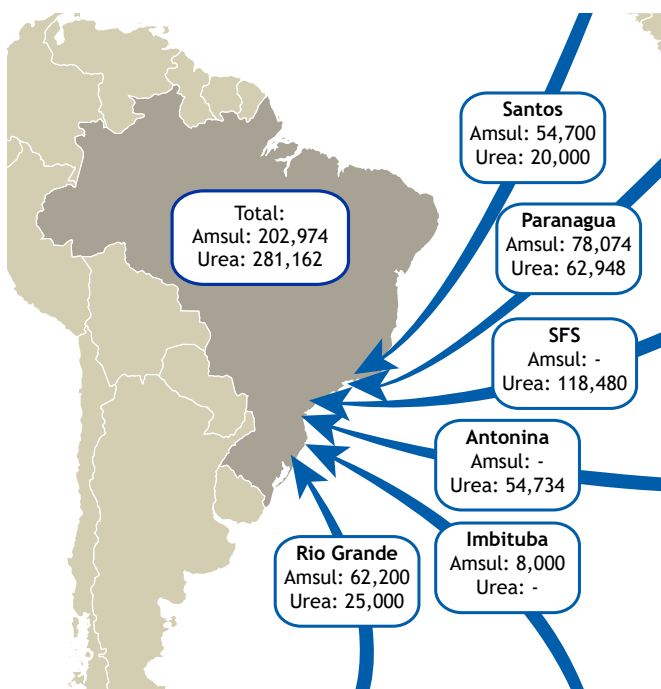 Santos
Amsul: 54,700
Urea: 20,000
Total:
Amsul: 202,974
Urea: 281,162
Paranagua
Amsul: 78,074
Urea: 62,948
SFS
Amsul: -
Urea: 118,480
Antonina
Amsul: -
Urea: 54,734
Imbituba
Amsul: 8,000
Urea: -
Rio Grande
Amsul: 62,200
Urea: 25,000